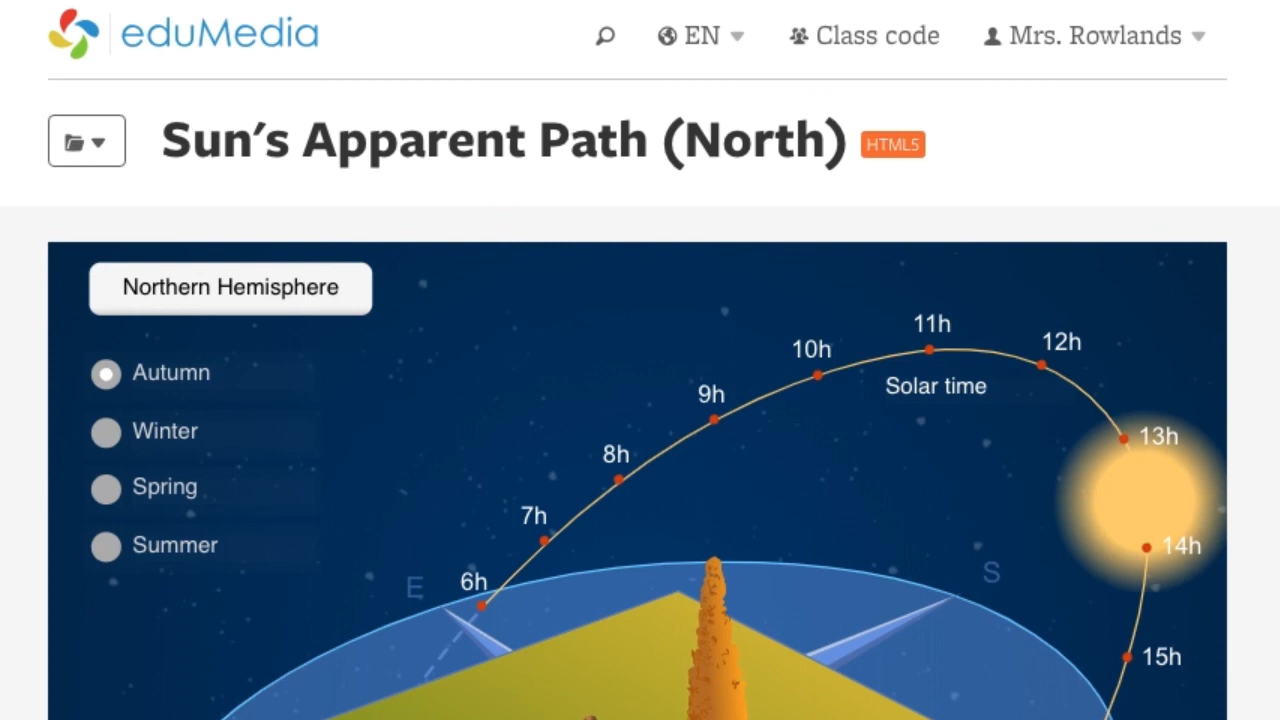 eduMedia
EN
Class code
Mrs. Rowlands
Sun's Apparent Path (North) HTML5
Northern Hemisphere
Autumn
Winter
Spring
Summer
6h
7h
8h
9h
10h
11h
12h
Solar time
13h
14h
15h
E
S